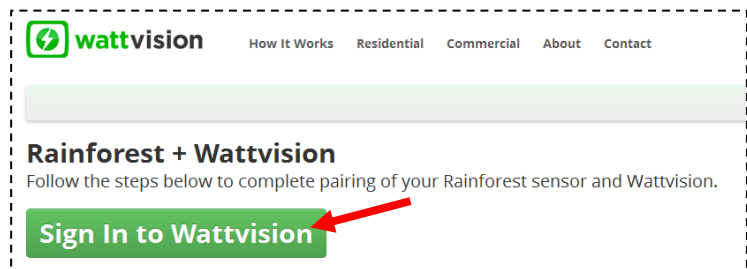 wattvision How It Works Residential Commercial About Contact
Rainforest + Wattvision
Follow the steps below to complete pairing of your Rainforest sensor and Wattvision.
Sign In to Wattvision